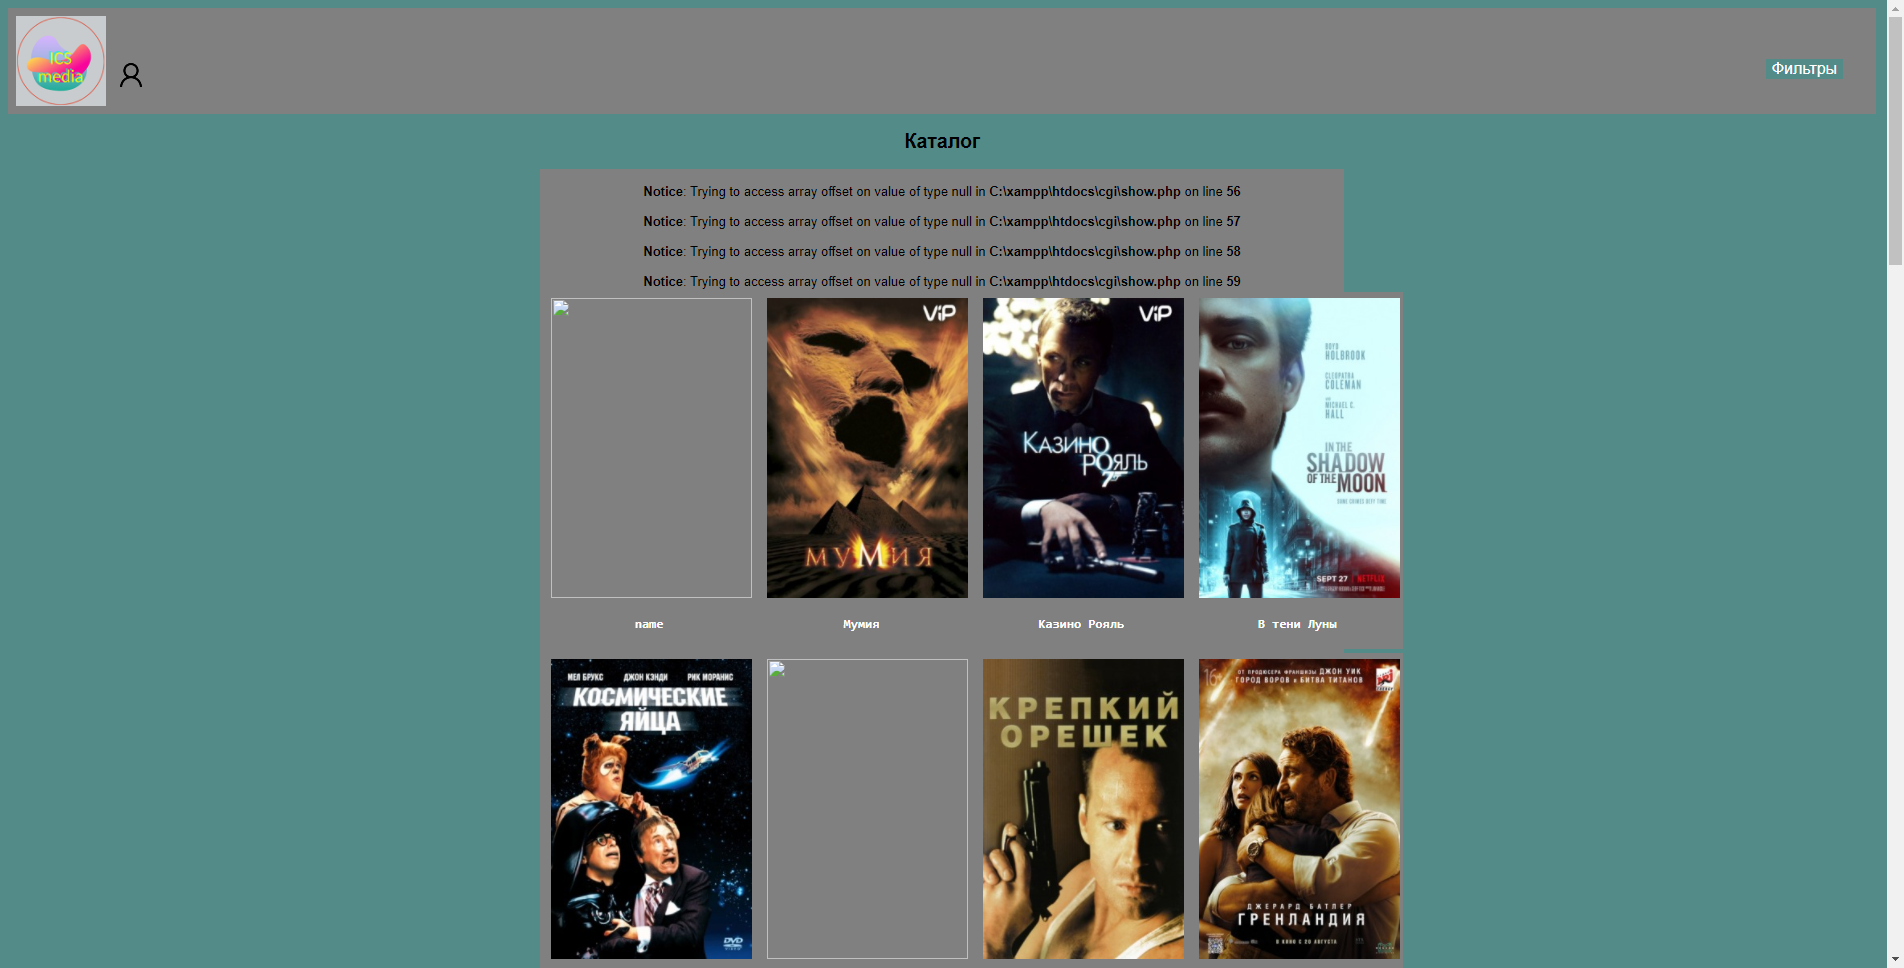 ICS
media
Фильтры
Каталог
Notice: Trying to access array offset on value of type null in C:\xampp\htdocs\cgi\show.php on line 56
Notice: Trying to access array offset on value of type null in C:\xampp\htdocs\cgi\show.php on line 57
Notice: Trying to access array offset on value of type null in C:\xampp\htdocs\cgi\show.php on line 58
Notice: Trying to access array offset on value of type null in C:\xampp\htdocs\cgi\show.php on line 59
ViP
МУМИЯ
ViP
КАЗИНО
РОЯЛЬ
7
BOYD
HOLBROOK
CLEOPATRA
COLEMAN
MICHAEL C.
HALL
IN THE
SHADOW
OF THE MOON
SOME CRIMES DEFY TIME
SEPT 27 | NETFLIX
name
Мумия
Казино Рояль
В тени Луны
МЕЛ БРУКС ДЖОН КЭНДИ РИК МОРАНИС
КОСМИЧЕСКИЕ
ЯЙЦА
DVD
КРЕПКИЙ
ОРЕШЕК
16+
ОТ ПРОДЮСЕРА ФРАНШИЗЫ ДЖОН УИК
ГОРОД ВОРОВ и БИТВА ТИТАНОВ
NRJ
ДЖЕРАРД БАТЛЕР
ГРЕНЛАНДИЯ
В КИНО С 20 АВГУСТА